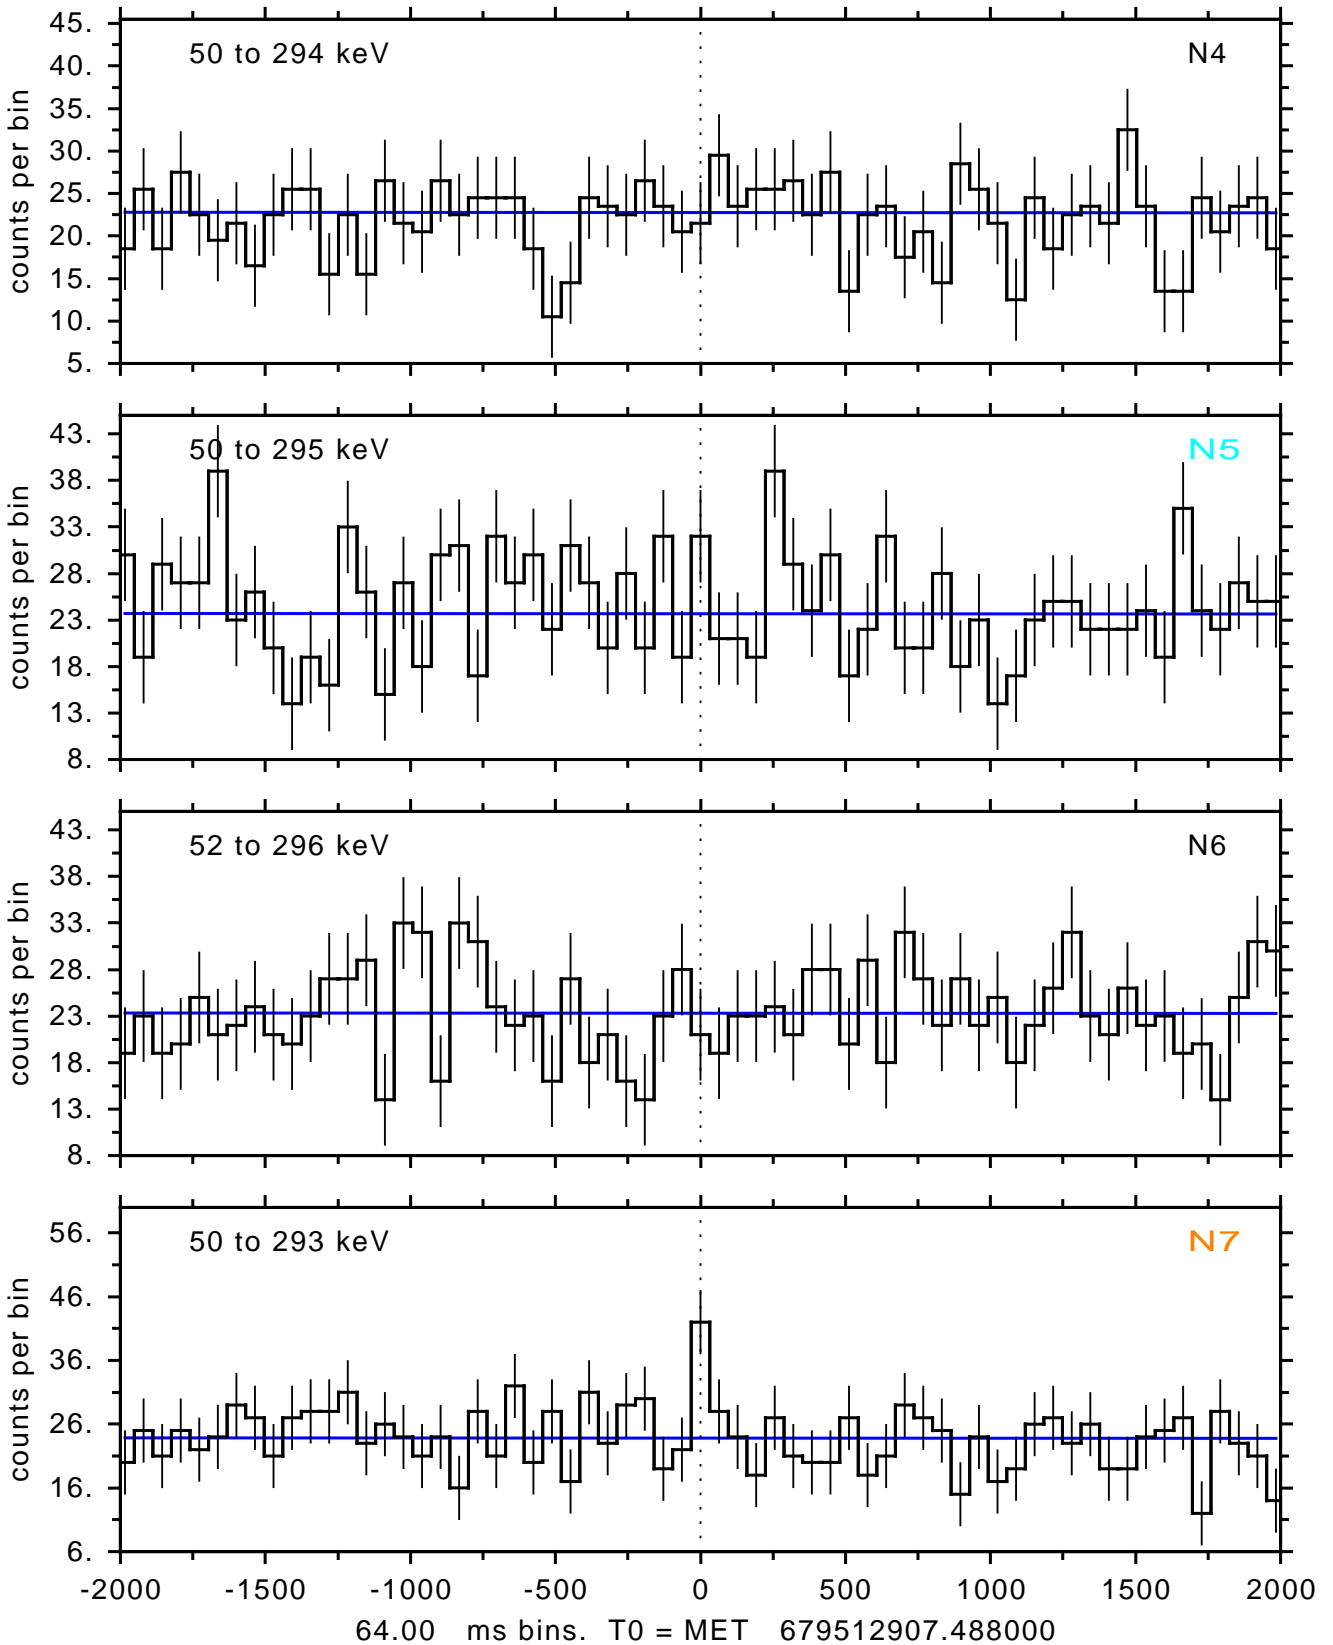 45.
40.
35.
30.
25.
20.
15.
10.
5.
counts per bin
50 to 294 keV
N4
43.
38.
33.
28.
23.
18.
13.
8.
counts per bin
50 to 295 keV
N5
43.
38.
33.
28.
23.
18.
13.
8.
counts per bin
52 to 296 keV
N6
56.
46.
36.
26.
16.
6.
counts per bin
50 to 293 keV
N7
-2000 -1500 -1000 -500 0 500 1000 1500 2000
64.00 ms bins. T0 = MET 679512907.488000